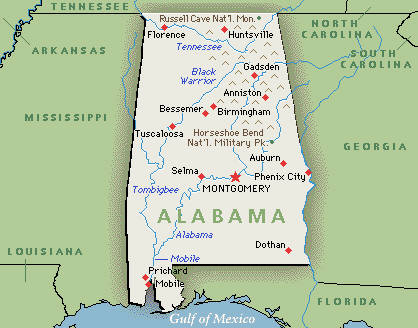 TENNESSEE
Russell Cave Nat'l. Mon.
NORTH
CAROLINA
Florence
Huntsville
ARKANSAS
Tennessee
SOUTH
CAROLINA
Gadsden
Black
Warrior
Anniston
Bessemer
Birmingham
MISSISSIPPI
Tuscaloosa
Horseshoe Bend
Nat'l. Military Pk.
GEORGIA
Auburn
Selma
Phenix City
Tombigbee
MONTGOMERY
ALABAMA
Alabama
Dothan
LOUISIANA
Mobile
Prichard
Mobile
FLORIDA
Gulf of Mexico